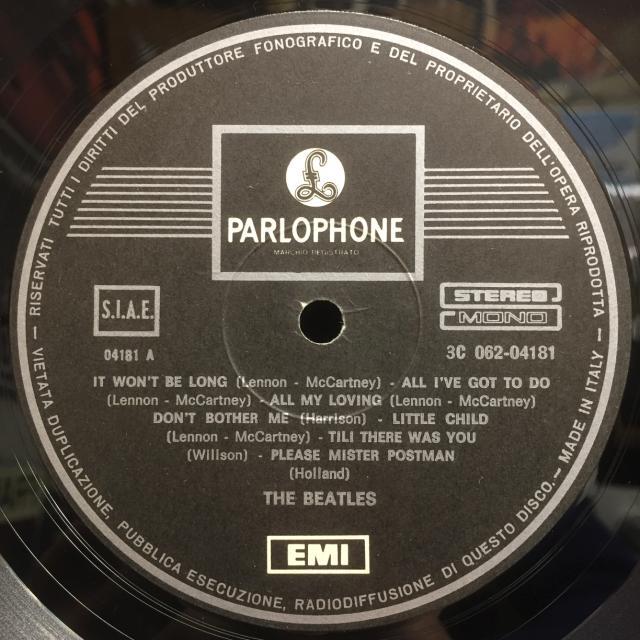 RISERVATI TUTTI I DIRITTI DEL PRODUTTORE FONOGRAFICO E DEL PROPRIETARIO DELL'OPERA RIPRODOTTA — MADE IN ITALY —
£
PARLOPHONE
MARCHIO REGISTRATO
S.I.A.E.
STEREO
MONO
04181 A
3C 062-04181
IT WON'T BE LONG (Lennon - McCartney) - ALL I'VE GOT TO DO
(Lennon - McCartney) - ALL MY LOVING (Lennon - McCartney)
DON'T BOTHER ME (Harrison) - LITTLE CHILD
(Lennon - McCartney) - TILI THERE WAS YOU
(Willson) - PLEASE MISTER POSTMAN
(Holland)
THE BEATLES
EMI
— VIETATA DUPLICAZIONE, PUBBLICA ESECUZIONE, RADIODIFFUSIONE DI QUESTO DISCO.